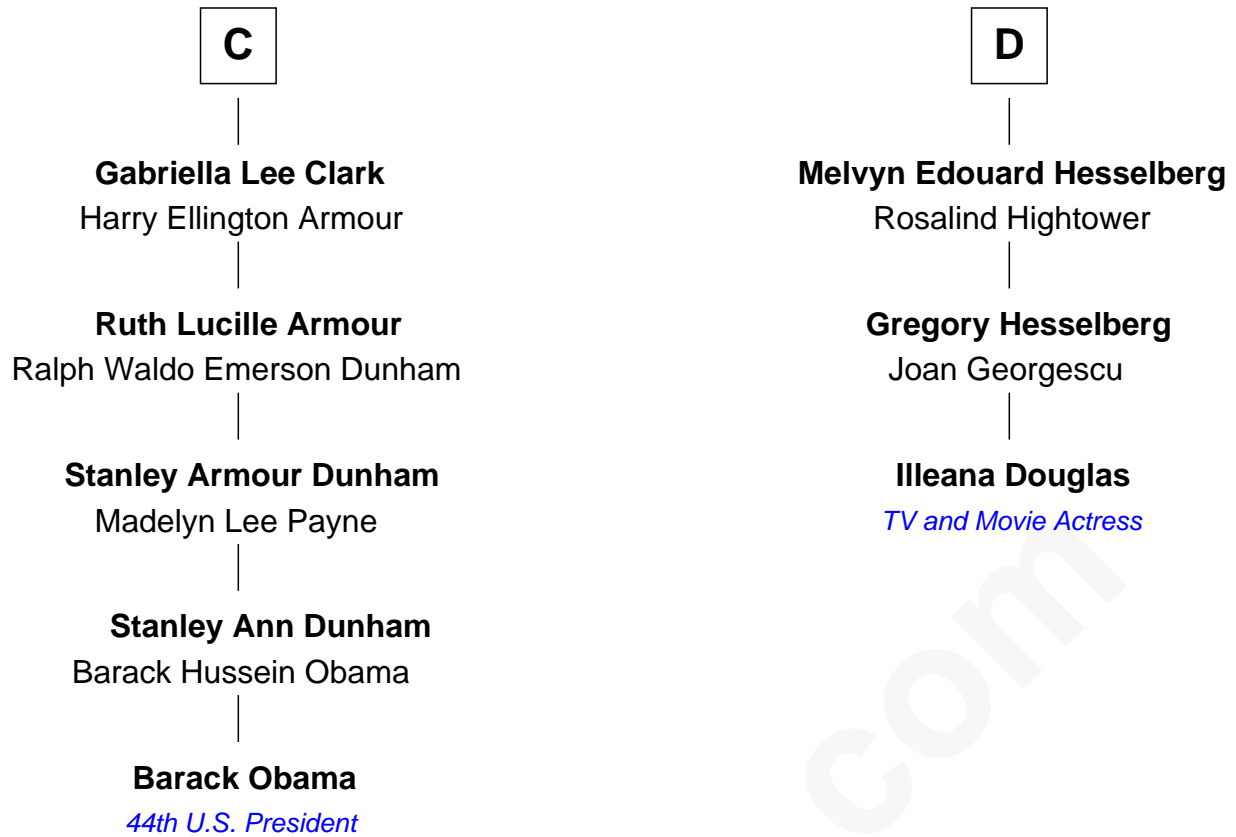 C
Gabriella Lee Clark
Harry Ellington Armour
Ruth Lucille Armour
Ralph Waldo Emerson Dunham
Stanley Armour Dunham
Madelyn Lee Payne
Stanley Ann Dunham
Barack Hussein Obama
Barack Obama
44th U.S. President
D
Melvyn Edouard Hesselberg
Rosalind Hightower
Gregory Hesselberg
Joan Georgescu
Illeana Douglas
TV and Movie Actress
com